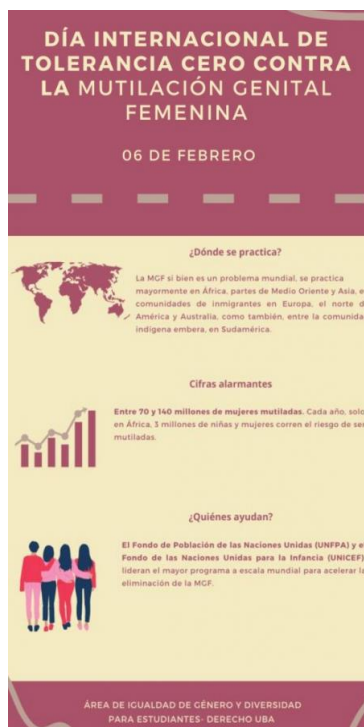 DÍA INTERNACIONAL DE
TOLERANCIA CERO CONTRA
LA MUTILACIÓN GENITAL
FEMENINA
06 DE FEBRERO
¿Dónde se practica?
La MGF si bien es un problema mundial, se practica
mayormente en África, partes de Medio Oriente y Asia, e
comunidades de inmigrantes en Europa, el norte d
América y Australia, como también, entre la comunida
indígena embera, en Sudamérica.
Cifras alarmantes
Entre 70 y 140 millones de mujeres mutiladas. Cada año, solo
en África, 3 millones de niñas y mujeres corren el riesgo de ser
mutiladas.
¿Quiénes ayudan?
El Fondo de Población de las Naciones Unidas (UNFPA) y e
Fondo de las Naciones Unidas para la Infancia (UNICEF)
lideran el mayor programa a escala mundial para acelerar la
eliminación de la MGF.
ÁREA DE IGUALDAD DE GÉNERO Y DIVERSIDAD
PARA ESTUDIANTES- DERECHO UBA